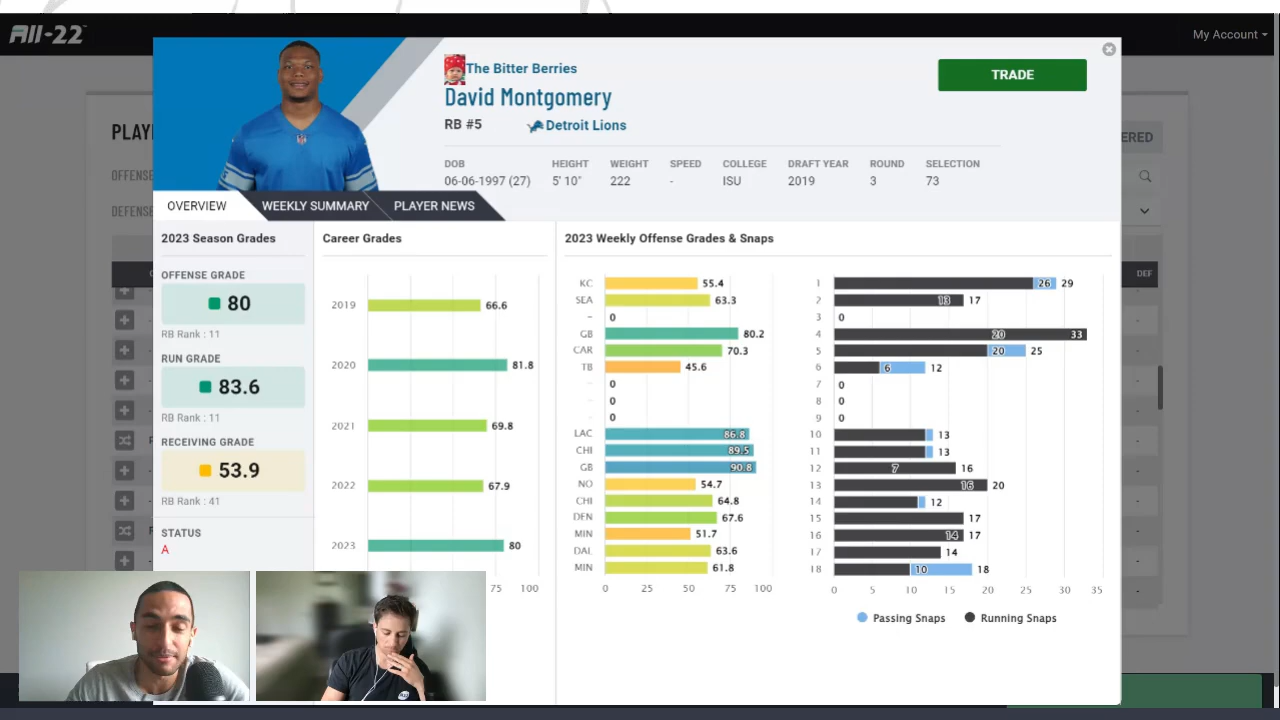 All-22
My Account
The Bitter Berries
TRADE
David Montgomery
RB #5
Detroit Lions
DOB HEIGHT WEIGHT SPEED COLLEGE DRAFT YEAR ROUND SELECTION
06-06-1997 (27) 5' 10" 222 - ISU 2019 3 73
PLAY
ERED
OFFENSE
DEFENS
DEF
OVERVIEW WEEKLY SUMMARY PLAYER NEWS
2023 Season Grades
OFFENSE GRADE
80
RB Rank : 11
RUN GRADE
83.6
RB Rank : 11
RECEIVING GRADE
53.9
RB Rank : 41
STATUS
A
Career Grades
2019 66.6
2020 81.8
2021 69.8
2022 67.9
2023 80
75 100
2023 Weekly Offense Grades & Snaps
KC 55.4 1 26 29
SEA 63.3 2 13 17
- 0 3 0
GB 80.2 4 20 33
CAR 70.3 5 20 25
TB 45.6 6 6 12
- 0 7 0
- 0 8 0
- 0 9 0
LAC 86.8 10 13
CHI 89.5 11 13
GB 90.8 12 7 16
NO 54.7 13 16 20
CHI 64.8 14 12
DEN 67.6 15 17
MIN 51.7 16 14 17
DAL 63.6 17 14
MIN 61.8 18 10 18
0 25 50 75 100 0 5 10 15 20 25 30 35
Passing Snaps Running Snaps